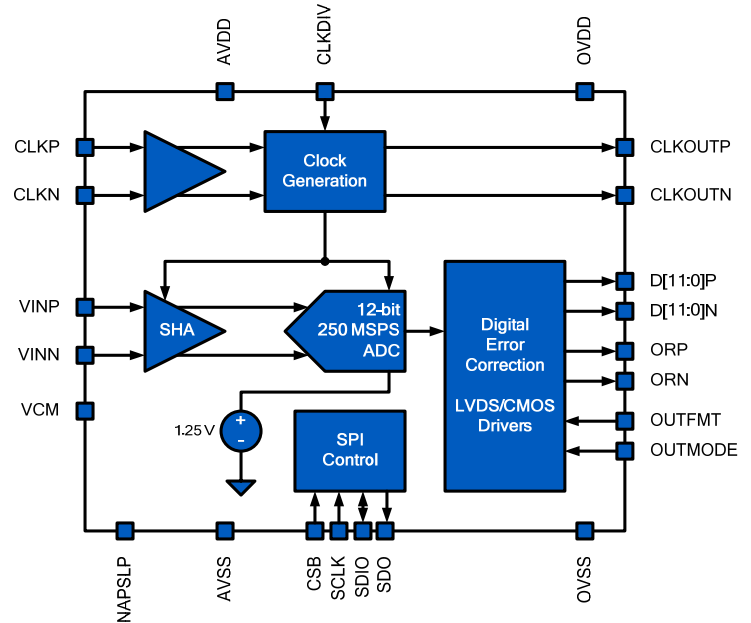 AVDD
CLKDIV
OVDD
CLKP
CLKN
Clock
Generation
CLKOUTP
CLKOUTN
VINP
VINN
VCM
SHA
12-bit
250 MSPS
ADC
1.25V
+
-
SPI
Control
Digital
Error
Correction
LVDS/CMOS
Drivers
D[11:0]P
D[11:0]N
ORP
ORN
OUTFMT
OUTMODE
NAPSLP
AVSS
CSB
SCLK
SDIO
SDO
OVSS